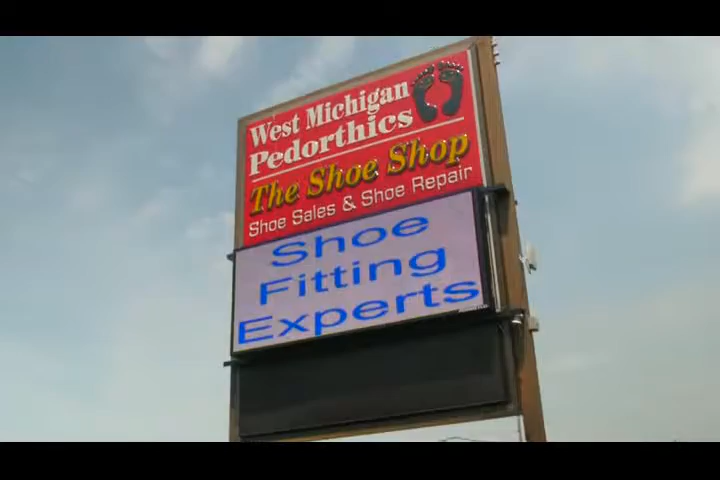 West Michigan
Pedorthics
The Shoe Shop
Shoe Sales & Shoe Repair
Shoe
Fitting
Experts